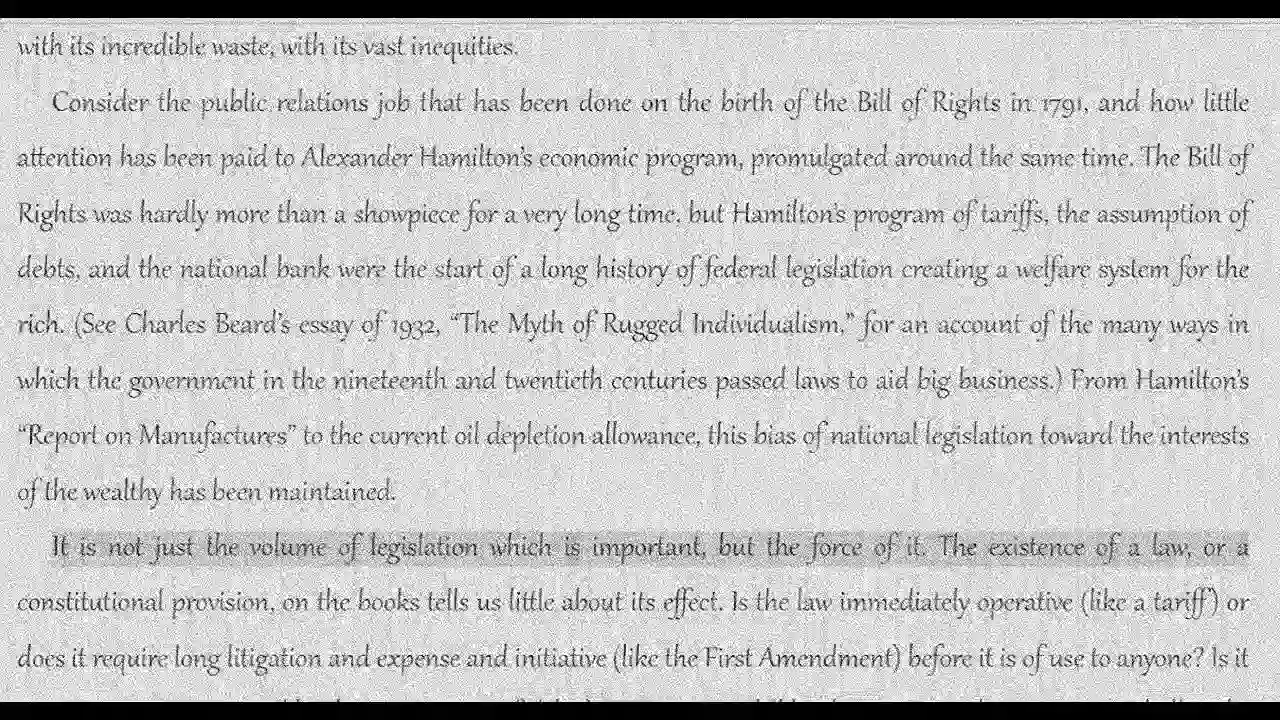 with its incredible waste, with its vast inequities.
Consider the public relations job that has been done on the birth of the Bill of Rights in 1791, and how little
attention has been paid to Alexander Hamilton's economic program, promulgated around the same time. The Bill of
Rights was hardly more than a showpiece for a very long time, but Hamilton's program of tariffs, the assumption of
debts, and the national bank were the start of a long history of federal legislation creating a welfare system for the
rich. (See Charles Beard's essay of 1932, “The Myth of Rugged Individualism,” for an account of the many ways in
which the government in the nineteenth and twentieth centuries passed laws to aid big business.) From Hamilton's
“Report on Manufactures” to the current oil depletion allowance, this bias of national legislation toward the interests
of the wealthy has been maintained.
It is not just the volume of legislation which is important, but the force of it. The existence of a law, or a
constitutional provision, on the books tells us little about its effect. Is the law immediately operative (like a tariff) or
does it require long litigation and expense and initiative (like the First Amendment) before it is of use to anyone? Is it